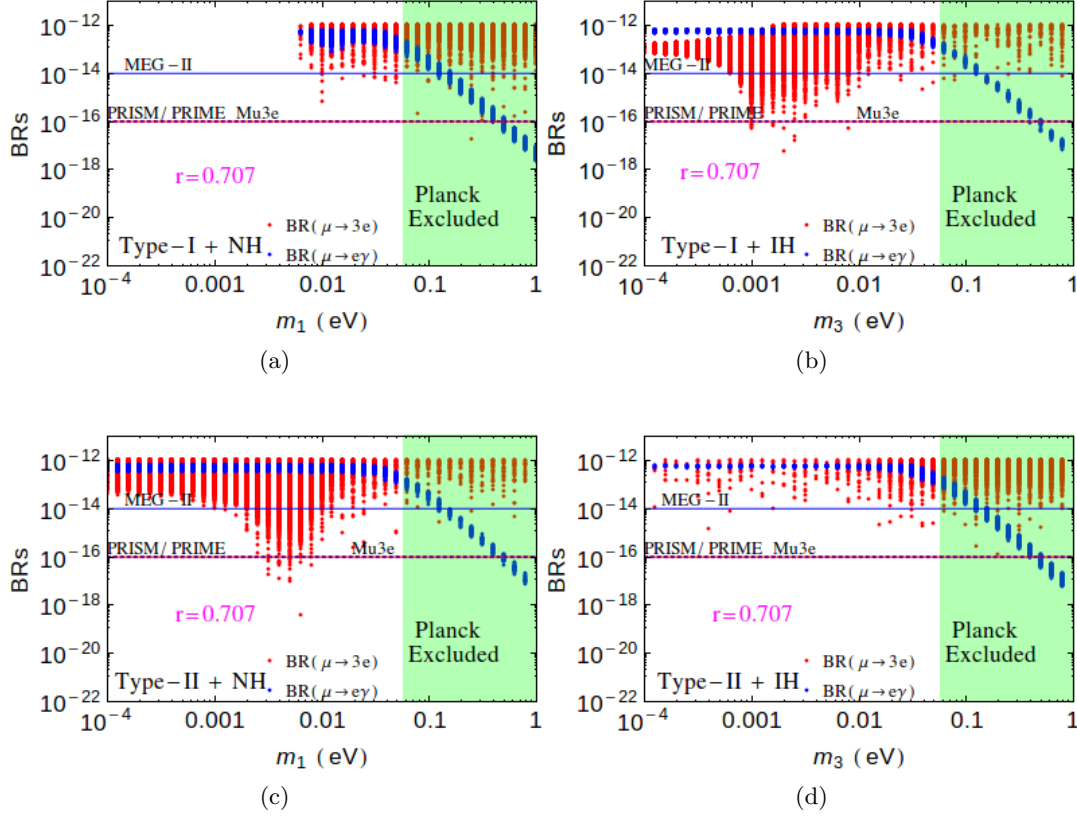 10⁻¹²
10⁻¹⁴
10⁻¹⁶
10⁻¹⁸
10⁻²⁰
10⁻²²
BRs
MEG−II
PRISM/PRIME Mu3e
r=0.707
Planck
Excluded
Type−I + NH
BR(μ→3e)
BR(μ→eγ)
10⁻⁴ 0.001 0.01 0.1 1
m₁ (eV)
(a)
10⁻¹²
10⁻¹⁴
10⁻¹⁶
10⁻¹⁸
10⁻²⁰
10⁻²²
BRs
MEG−II
PRISM/PRIME Mu3e
r=0.707
Planck
Excluded
Type−I + IH
BR(μ→3e)
BR(μ→eγ)
10⁻⁴ 0.001 0.01 0.1 1
m₃ (eV)
(b)
10⁻¹²
10⁻¹⁴
10⁻¹⁶
10⁻¹⁸
10⁻²⁰
10⁻²²
BRs
MEG−II
PRISM/PRIME Mu3e
r=0.707
Planck
Excluded
Type−II + NH
BR(μ→3e)
BR(μ→eγ)
10⁻⁴ 0.001 0.01 0.1 1
m₁ (eV)
(c)
10⁻¹²
10⁻¹⁴
10⁻¹⁶
10⁻¹⁸
10⁻²⁰
10⁻²²
BRs
MEG−II
PRISM/PRIME Mu3e
r=0.707
Planck
Excluded
Type−II + IH
BR(μ→3e)
BR(μ→eγ)
10⁻⁴ 0.001 0.01 0.1 1
m₃ (eV)
(d)